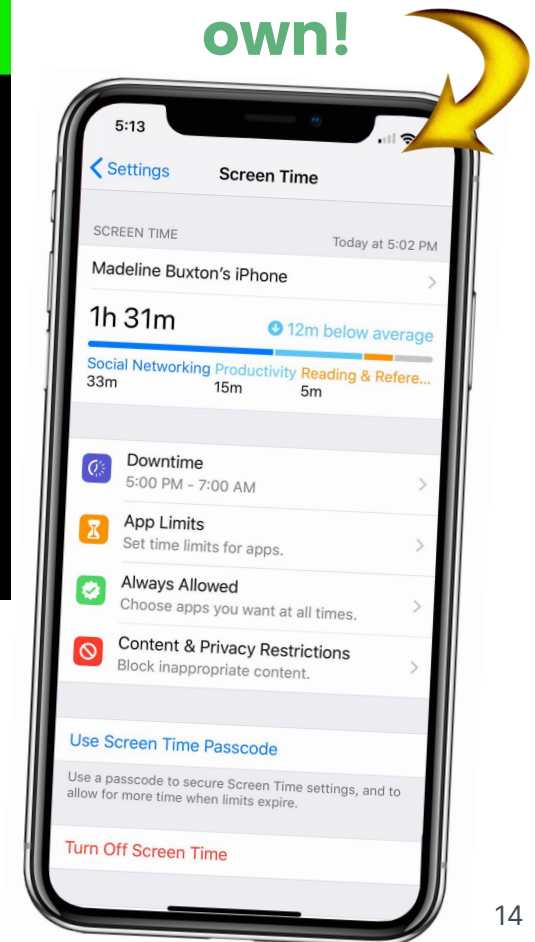 own!
5:13
Settings Screen Time
SCREEN TIME Today at 5:02 PM
Madeline Buxton's iPhone
1h 31m 12m below average
Social Networking Productivity Reading & Refere...
33m 15m 5m
Downtime
5:00 PM - 7:00 AM
App Limits
Set time limits for apps.
Always Allowed
Choose apps you want at all times.
Content & Privacy Restrictions
Block inappropriate content.
Use Screen Time Passcode
Use a passcode to secure Screen Time settings, and to
allow for more time when limits expire.
Turn Off Screen Time
14